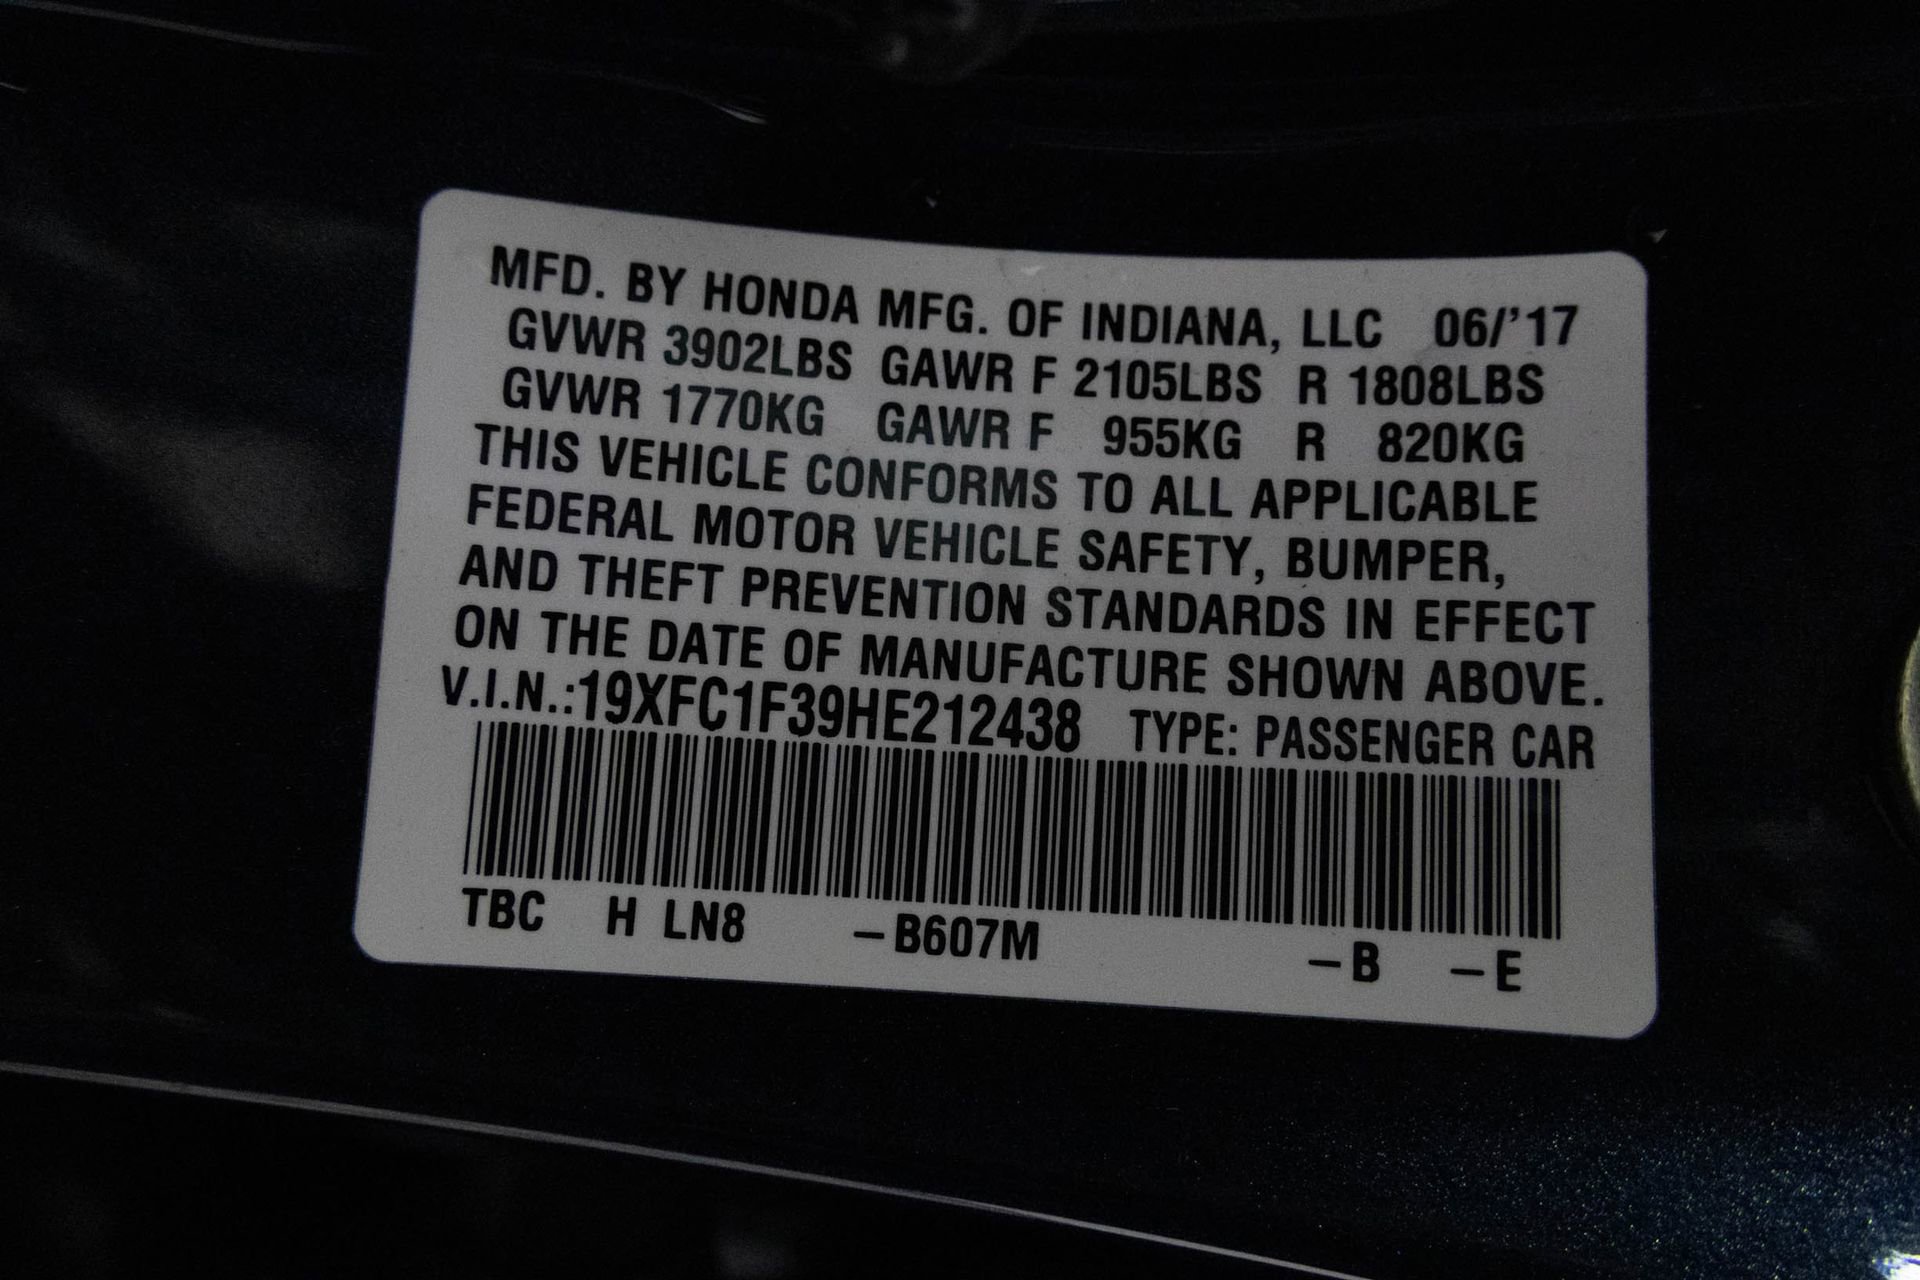 MFD. BY HONDA MFG. OF INDIANA, LLC 06/'17
GVWR 3902LBS GAWR F 2105LBS R 1808LBS
GVWR 1770KG GAWR F 955KG R 820KG
THIS VEHICLE CONFORMS TO ALL APPLICABLE
FEDERAL MOTOR VEHICLE SAFETY, BUMPER,
AND THEFT PREVENTION STANDARDS IN EFFECT
ON THE DATE OF MANUFACTURE SHOWN ABOVE.
V.I.N.:19XFC1F39HE212438 TYPE: PASSENGER CAR
TBC H LN8 –B607M –B –E